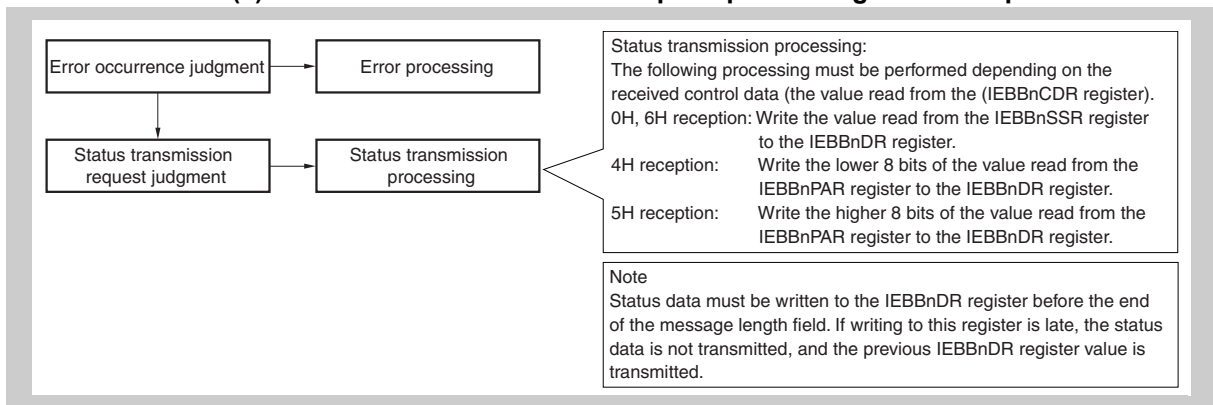 Error occurrence judgment
Error processing
Status transmission
request judgment
Status transmission
processing
Status transmission processing:
The following processing must be performed depending on the
received control data (the value read from the (IEBBnCDR register).
0H, 6H reception: Write the value read from the IEBBnSSR register
to the IEBBnDR register.
4H reception: Write the lower 8 bits of the value read from the
IEBBnPAR register to the IEBBnDR register.
5H reception: Write the higher 8 bits of the value read from the
IEBBnPAR register to the IEBBnDR register.
Note
Status data must be written to the IEBBnDR register before the end
of the message length field. If writing to this register is late, the status
data is not transmitted, and the previous IEBBnDR register value is
transmitted.